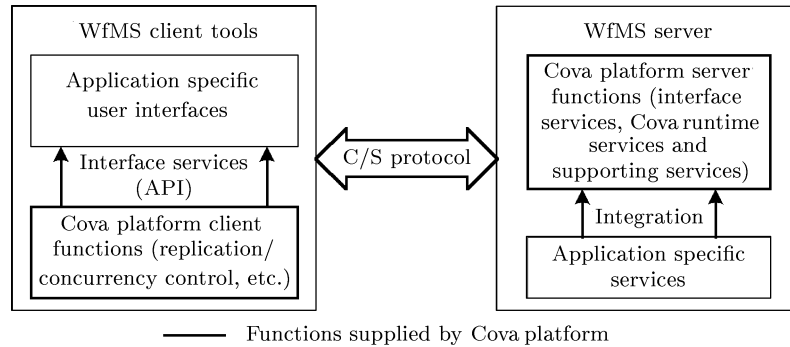 WfMS client tools
Application specific
user interfaces
Interface services
(API)
Cova platform client
functions (replication/
concurrency control, etc.)
C/S protocol
WfMS server
Cova platform server
functions (interface
services, Cova runtime
services and
supporting services)
Integration
Application specific
services
Functions supplied by Cova platform